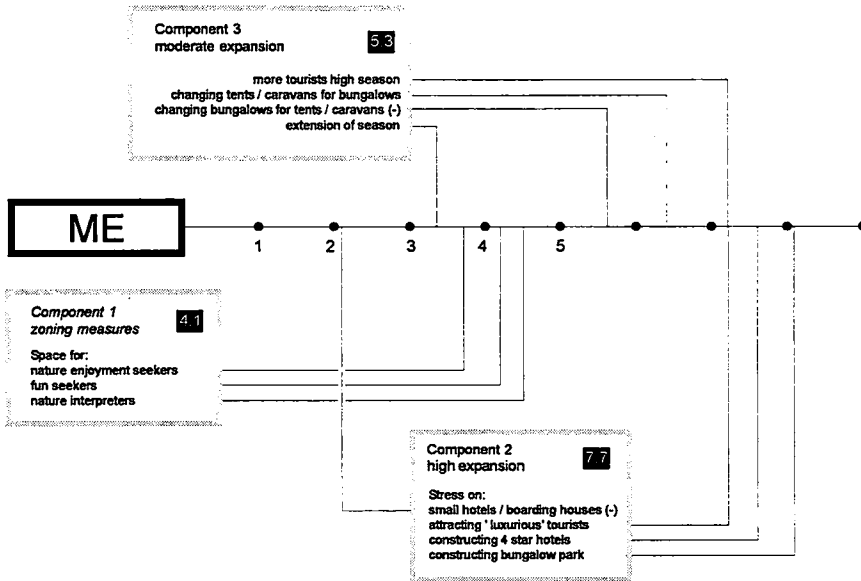 Component 3
moderate expansion
5.3
more tourists high season
changing tents / caravans for bungalows
changing bungalows for tents / caravans (-)
extension of season
ME
1 2 3 4 5
Component 1
zoning measures
4.1
Space for:
nature enjoyment seekers
fun seekers
nature interpreters
Component 2
high expansion
7.7
Stress on:
small hotels / boarding houses (-)
attracting ' luxurious' tourists
constructing 4 star hotels
constructing bungalow park